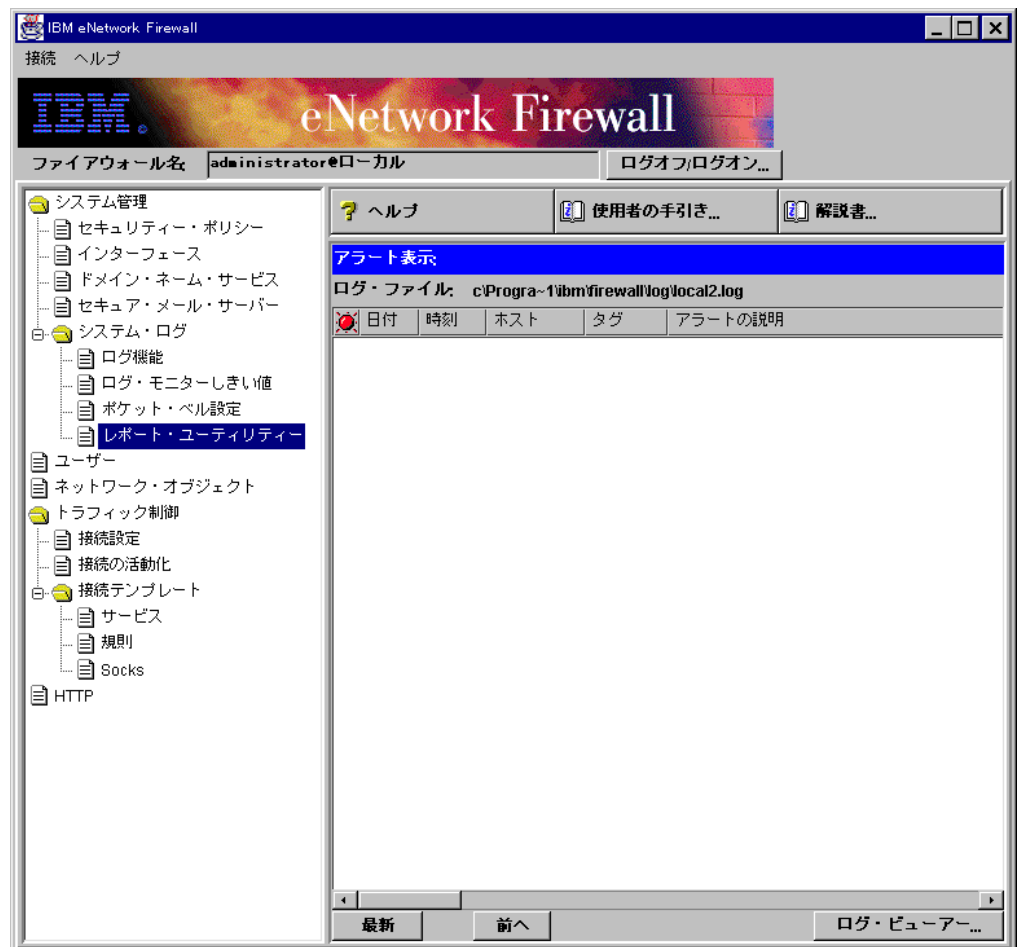 IBM eNetwork Firewall
接続 ヘルプ
IBM. eNetwork Firewall
ファイアウォール名: administrator@ローカル ログオフ/ログオン...
システム管理
セキュリティー・ポリシー
インターフェース
ドメイン・ネーム・サービス
セキュア・メール・サーバー
システム・ログ
ログ機能
ログ・モニターしきい値
ポケット・ベル設定
レポート・ユーティリティー
ユーザー
ネットワーク・オブジェクト
トラフィック制御
接続設定
接続の活動化
接続テンプレート
サービス
規則
Socks
HTTP
ヘルプ 使用者の手引き... 解説書...
アラート表示:
ログ・ファイル: c:\Progra~1\ibm\firewall\log\local2.log
日付 時刻 ホスト タグ アラートの説明
最新 前へ ログ・ビューアー...